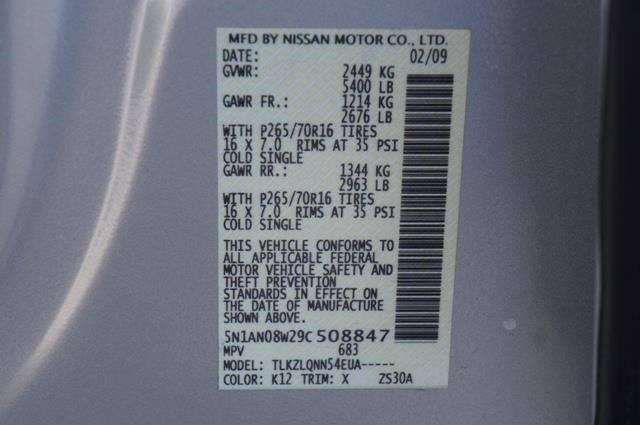 MFD BY NISSAN MOTOR CO., LTD.
DATE: 02/09
GVWR: 2449 KG
5400 LB
GAWR FR.: 1214 KG
2676 LB
WITH P265/70R16 TIRES
16 X 7.0 RIMS AT 35 PSI
COLD SINGLE
GAWR RR.: 1344 KG
2963 LB
WITH P265/70R16 TIRES
16 X 7.0 RIMS AT 35 PSI
COLD SINGLE
THIS VEHICLE CONFORMS TO
ALL APPLICABLE FEDERAL
MOTOR VEHICLE SAFETY AND
THEFT PREVENTION
STANDARDS IN EFFECT ON
THE DATE OF MANUFACTURE
SHOWN ABOVE.
5N1AN08W29C508847
MPV 683
MODEL: TLKZLQNN54EUA-----
COLOR: K12 TRIM: X ZS30A